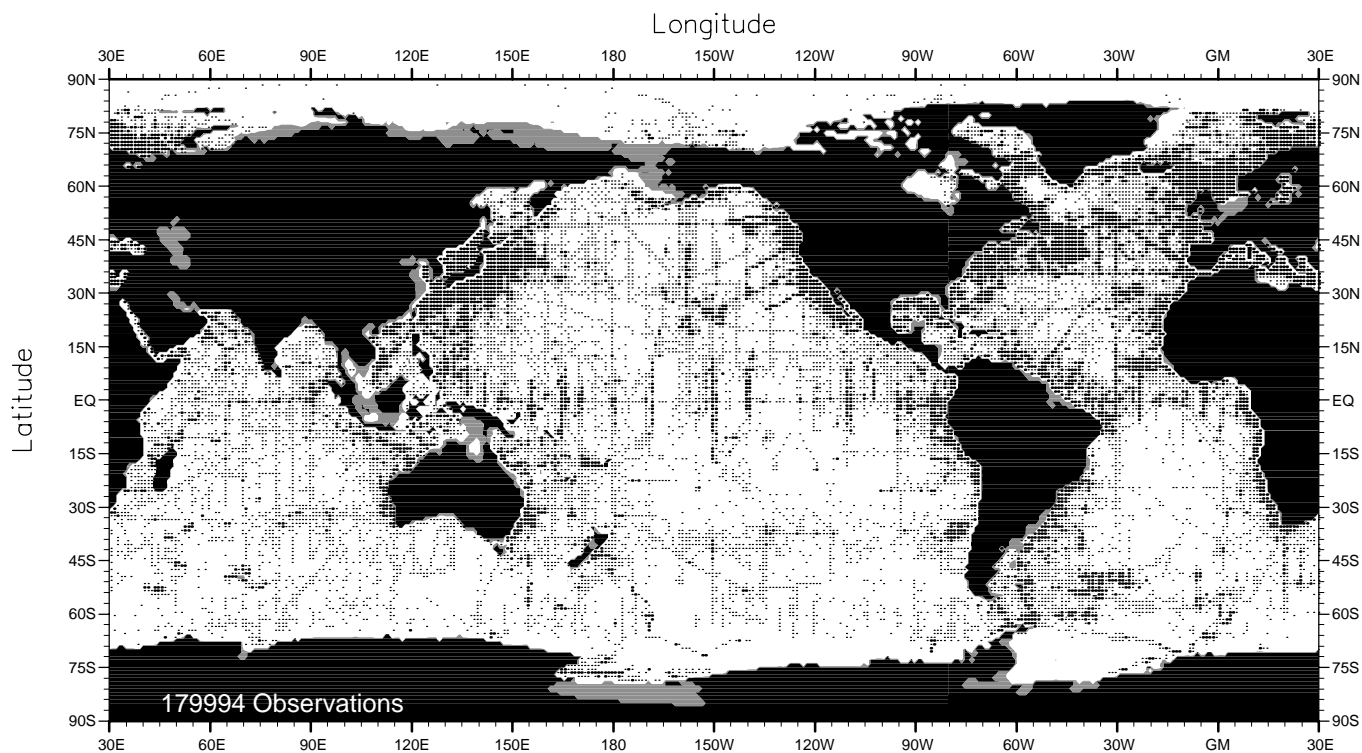 Longitude
30E 60E 90E 120E 150E 180 150W 120W 90W 60W 30W GM 30E
90N 90N
75N 75N
60N 60N
45N 45N
30N 30N
15N 15N
Latitude
EQ EQ
15S 15S
30S 30S
45S 45S
60S 60S
75S 75S
179994 Observations
90S 90S
30E 60E 90E 120E 150E 180 150W 120W 90W 60W 30W GM 30E